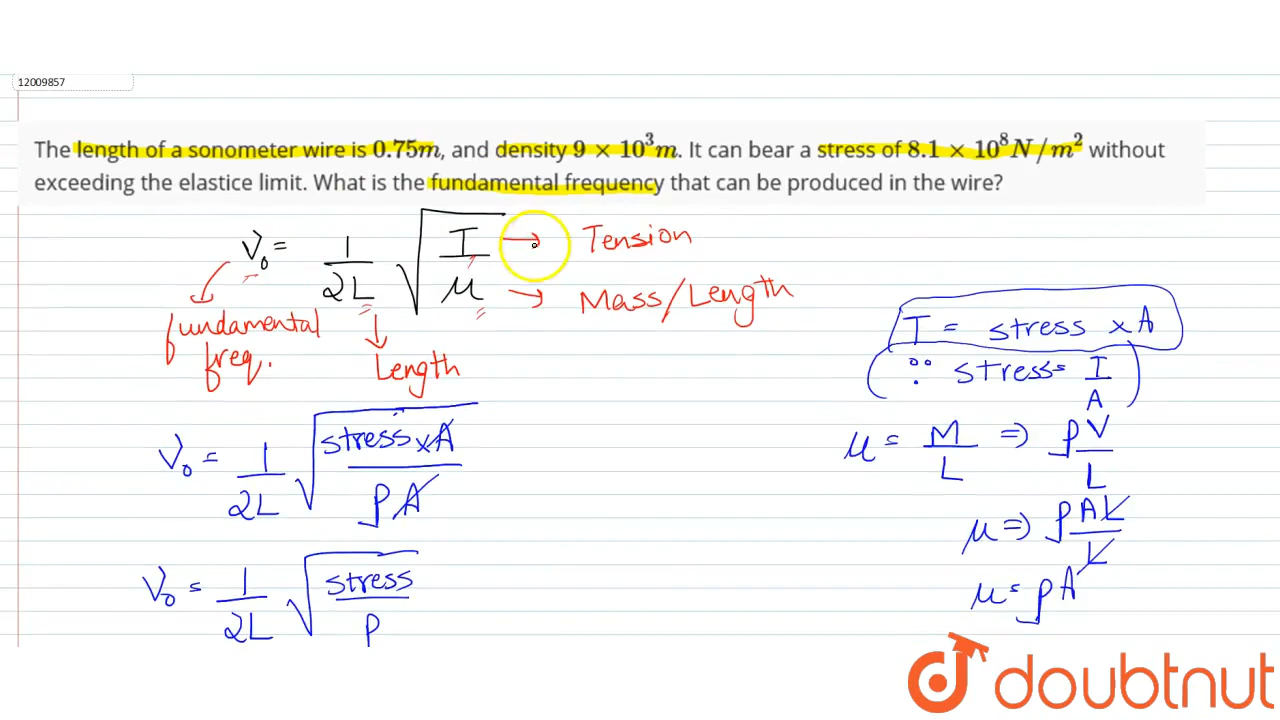 12009857
The length of a sonometer wire is 0.75m, and density 9 × 10³m. It can bear a stress of 8.1 × 10⁸N/m² without
exceeding the elastice limit. What is the fundamental frequency that can be produced in the wire?
ν₀ = 1/2L √(T/μ) → Tension
→ Mass/Length
fundamental freq.
Length
T = stress × A
(∵ stress = T/A)
ν₀ = 1/2L √(stress × A/ρA)
μ = M/L ⇒ ρV/L
μ ⇒ ρAL/L
μ = ρA
ν₀ = 1/2L √(stress/ρ)
doubtnut